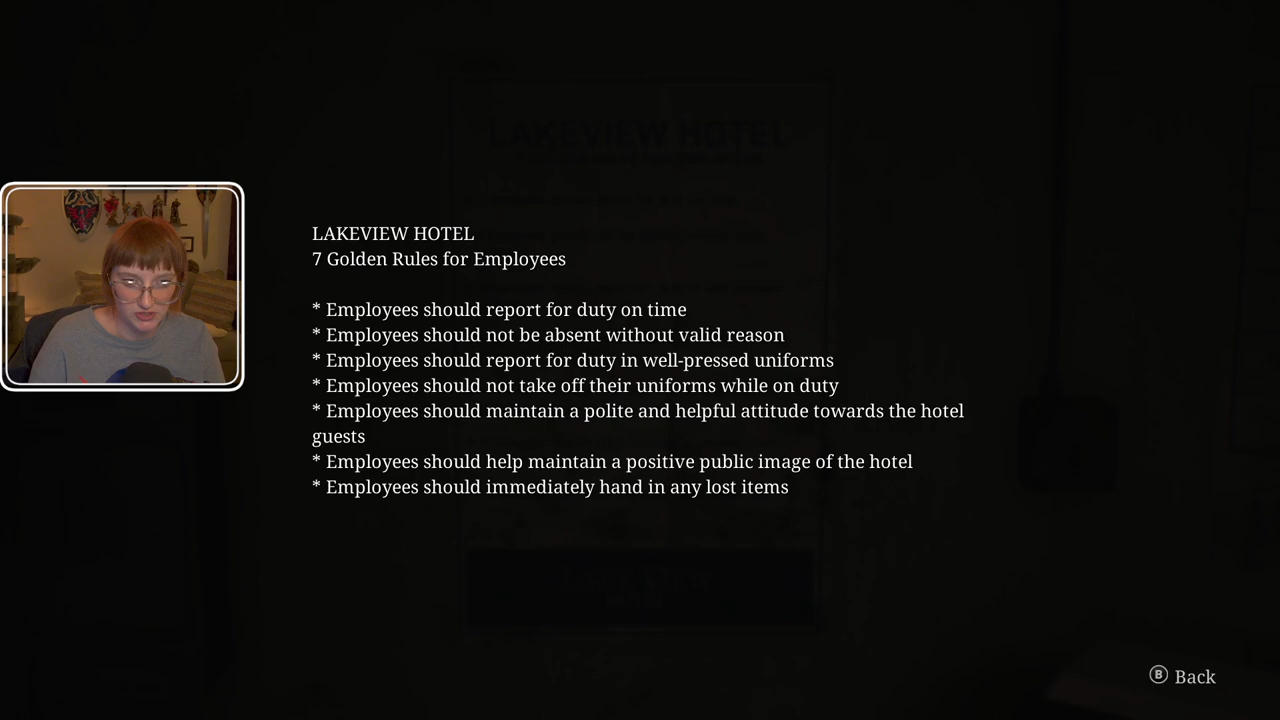 LAKEVIEW HOTEL
LAKEVIEW HOTEL
7 Golden Rules for Employees
* Employees should report for duty on time
* Employees should not be absent without valid reason
* Employees should report for duty in well-pressed uniforms
* Employees should not take off their uniforms while on duty
* Employees should maintain a polite and helpful attitude towards the hotel
guests
* Employees should help maintain a positive public image of the hotel
* Employees should immediately hand in any lost items
B Back